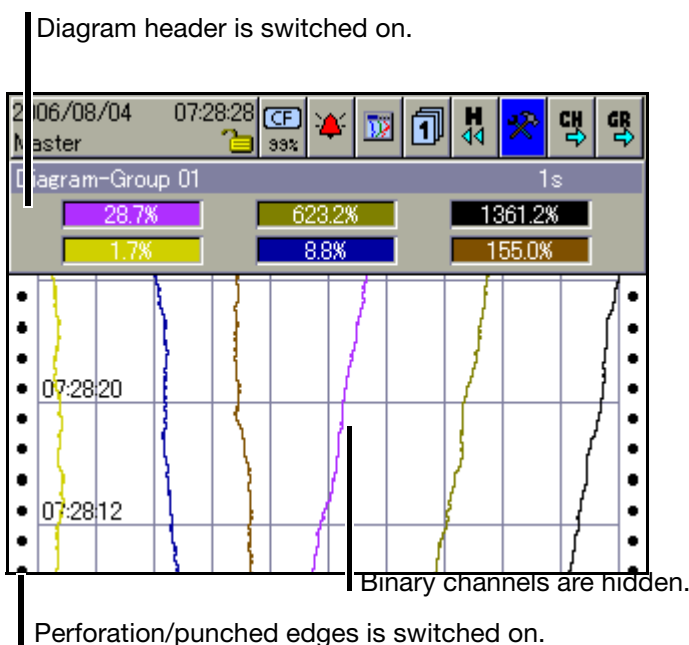 Diagram header is switched on.
2006/08/04 07:28:28 CF 99% 1 H CH GR
Master
Diagram-Group 01 1s
28.7% 623.2% 1361.2%
1.7% 8.8% 155.0%
07:28:20
07:28:12
Binary channels are hidden.
Perforation/punched edges is switched on.